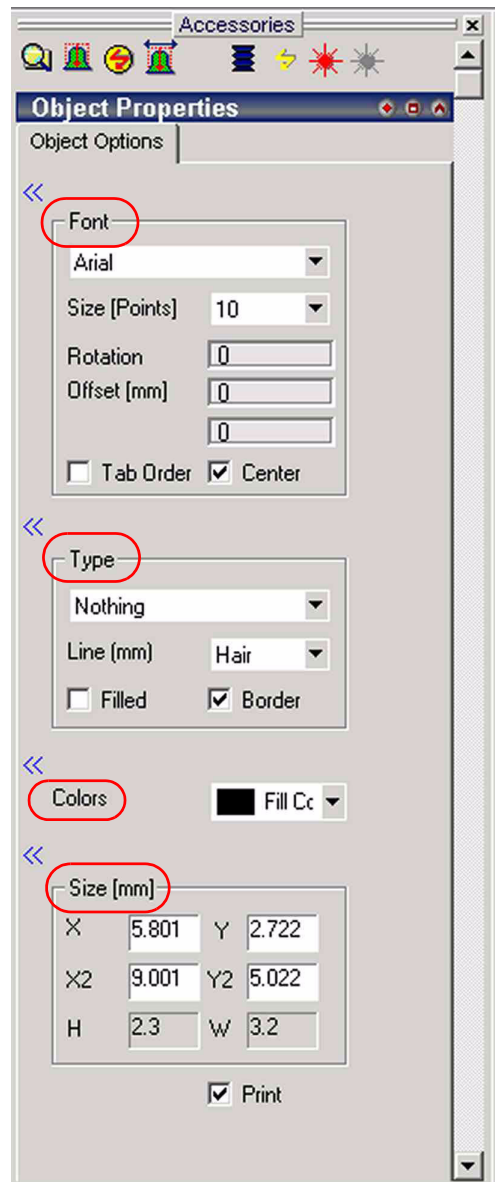 Accessories
Object Properties
Object Options
Font
Arial
Size [Points] 10
Rotation 0
Offset [mm] 0
0
Tab Order Center
Type
Nothing
Line (mm) Hair
Filled Border
Colors Fill Cc
Size [mm]
X 5.801 Y 2.722
X2 9.001 Y2 5.022
H 2.3 W 3.2
Print